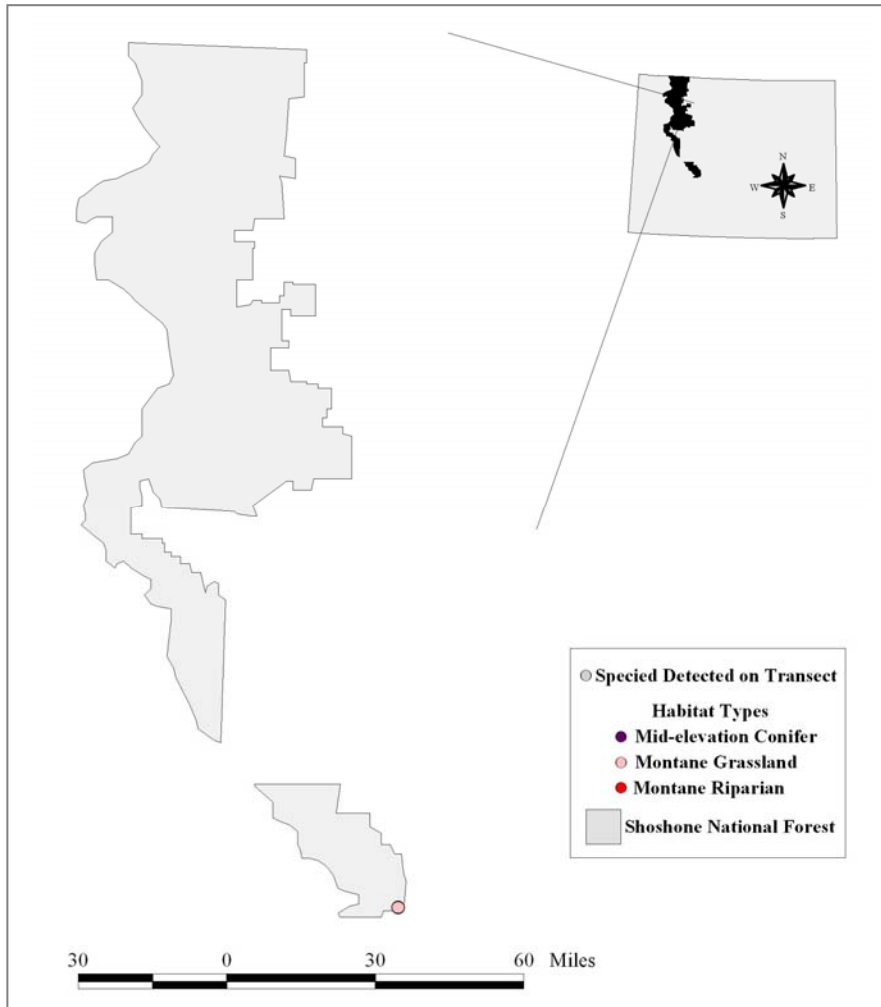 N
W E
S
Specied Detected on Transect
Habitat Types
Mid-elevation Conifer
Montane Grassland
Montane Riparian
Shoshone National Forest
30 0 30 60 Miles